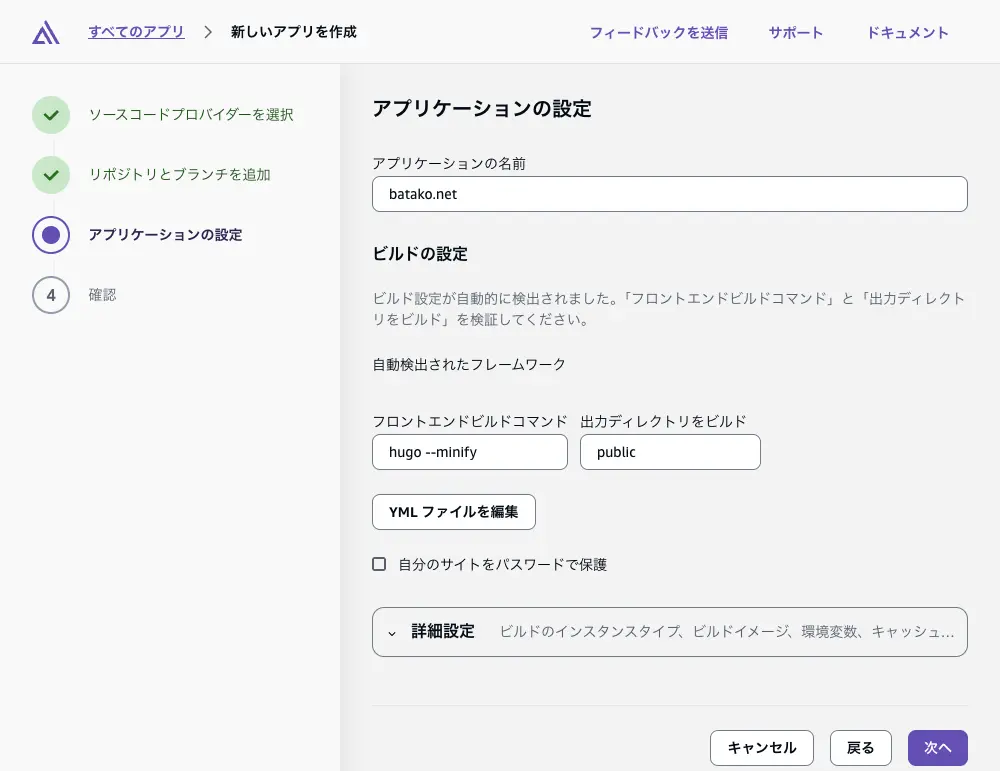 すべてのアプリ > 新しいアプリを作成 フィードバックを送信 サポート ドキュメント
ソースコードプロバイダーを選択
リポジトリとブランチを追加
アプリケーションの設定
4 確認
アプリケーションの設定
アプリケーションの名前
batako.net
ビルドの設定
ビルド設定が自動的に検出されました。「フロントエンドビルドコマンド」と「出力ディレクト
リをビルド」を検証してください。
自動検出されたフレームワーク
フロントエンドビルドコマンド 出力ディレクトリをビルド
hugo --minify public
YML ファイルを編集
自分のサイトをパスワードで保護
詳細設定 ビルドのインスタンスタイプ、ビルドイメージ、環境変数、キャッシュ...
キャンセル 戻る 次へ